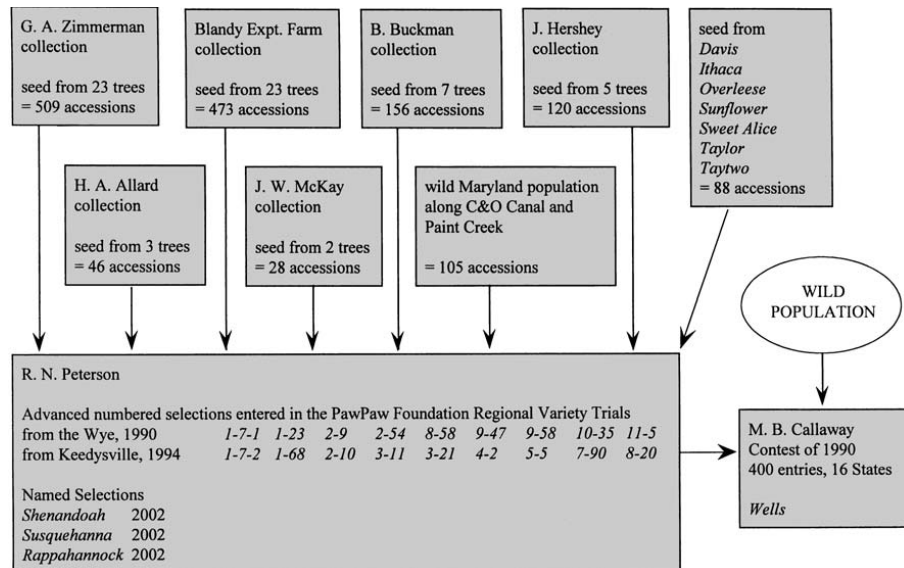 G. A. Zimmerman
collection
seed from 23 trees
= 509 accessions
Blandy Expt. Farm
collection
seed from 23 trees
= 473 accessions
B. Buckman
collection
seed from 7 trees
= 156 accessions
J. Hershey
collection
seed from 5 trees
= 120 accessions
seed from
Davis
Ithaca
Overleese
Sunflower
Sweet Alice
Taylor
Taytwo
= 88 accessions
H. A. Allard
collection
seed from 3 trees
= 46 accessions
J. W. McKay
collection
seed from 2 trees
= 28 accessions
wild Maryland population
along C&O Canal and
Paint Creek
= 105 accessions
WILD
POPULATION
R. N. Peterson
Advanced numbered selections entered in the PawPaw Foundation Regional Variety Trials
from the Wye, 1990 1-7-1 1-23 2-9 2-54 8-58 9-47 9-58 10-35 11-5
from Keedysville, 1994 1-7-2 1-68 2-10 3-11 3-21 4-2 5-5 7-90 8-20
Named Selections
Shenandoah 2002
Susquehanna 2002
Rappahannock 2002
M. B. Callaway
Contest of 1990
400 entries, 16 States
Wells